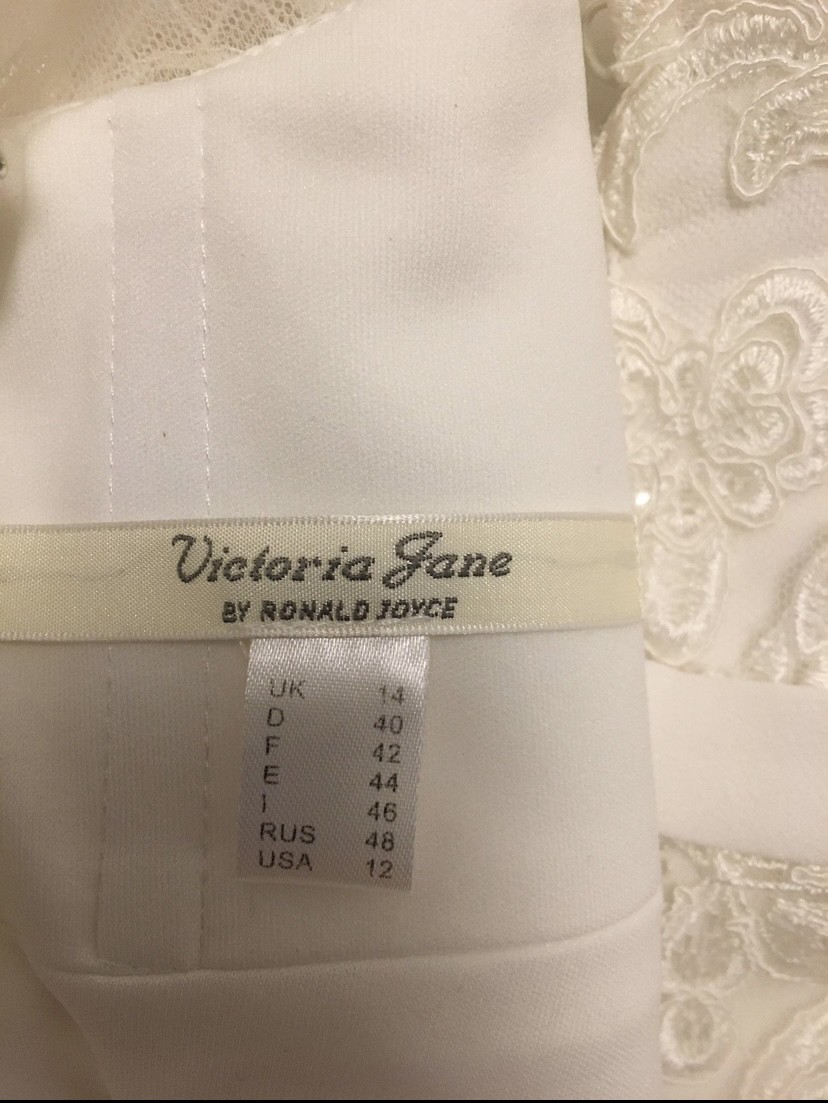 Victoria Jane
BY RONALD JOYCE
UK 14
D 40
F 42
E 44
I 46
RUS 48
USA 12